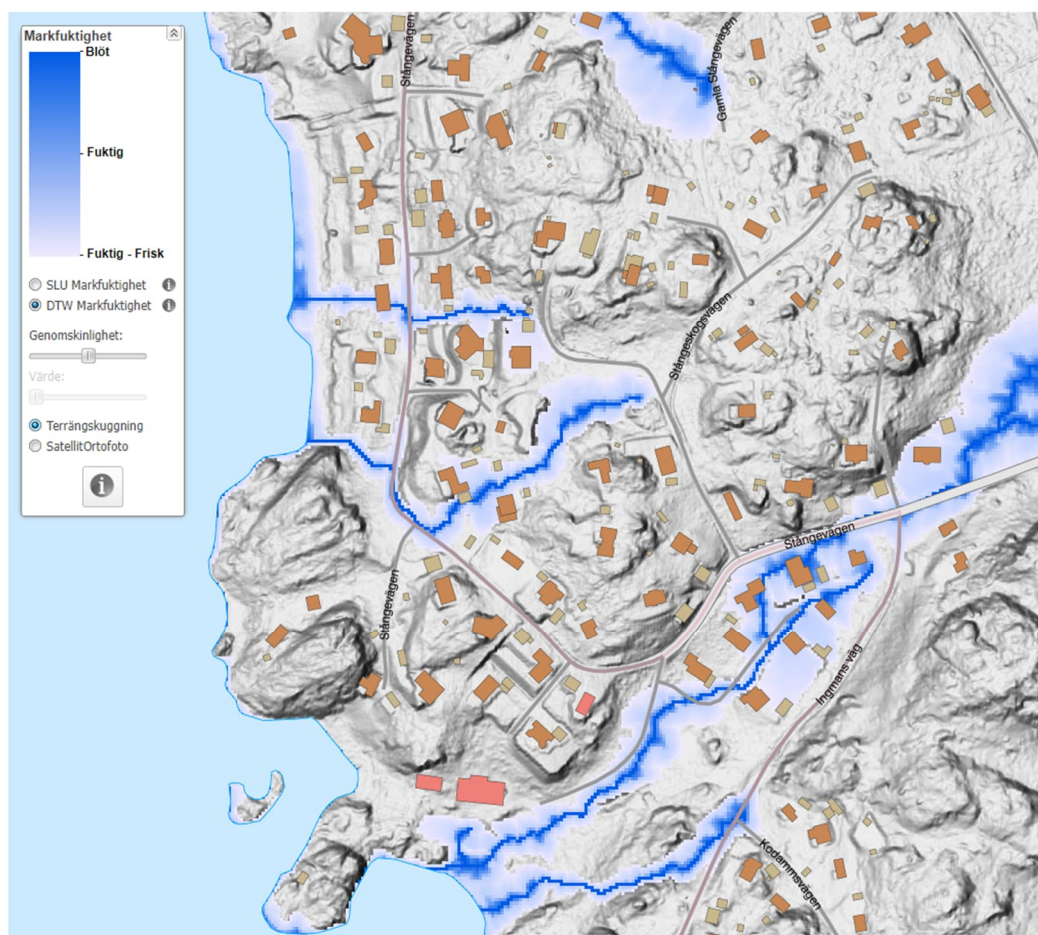 Markfuktighet
- Blöt
- Fuktig
- Fuktig - Frisk
SLU Markfuktighet
DTW Markfuktighet
Genomskinlighet:
Värde:
Terrängskuggning
SatellitOrtofoto
Stångevägen
Gamla Stångevägen
Stångeskogsvägen
Stångevägen
Stångevägen
Ingmans väg
Kodammsvägen